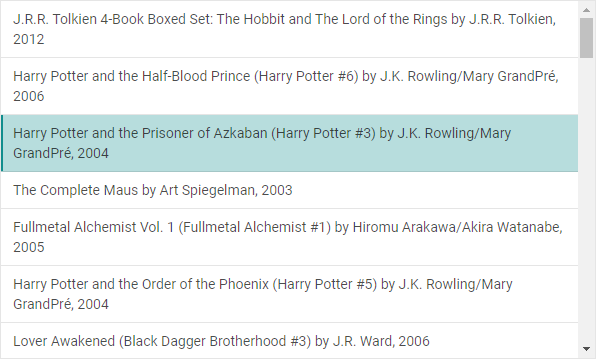 J.R.R. Tolkien 4-Book Boxed Set: The Hobbit and The Lord of the Rings by J.R.R. Tolkien,
2012
Harry Potter and the Half-Blood Prince (Harry Potter #6) by J.K. Rowling/Mary GrandPré,
2006
Harry Potter and the Prisoner of Azkaban (Harry Potter #3) by J.K. Rowling/Mary
GrandPré, 2004
The Complete Maus by Art Spiegelman, 2003
Fullmetal Alchemist Vol. 1 (Fullmetal Alchemist #1) by Hiromu Arakawa/Akira Watanabe,
2005
Harry Potter and the Order of the Phoenix (Harry Potter #5) by J.K. Rowling/Mary
GrandPré, 2004
Lover Awakened (Black Dagger Brotherhood #3) by J.R. Ward, 2006